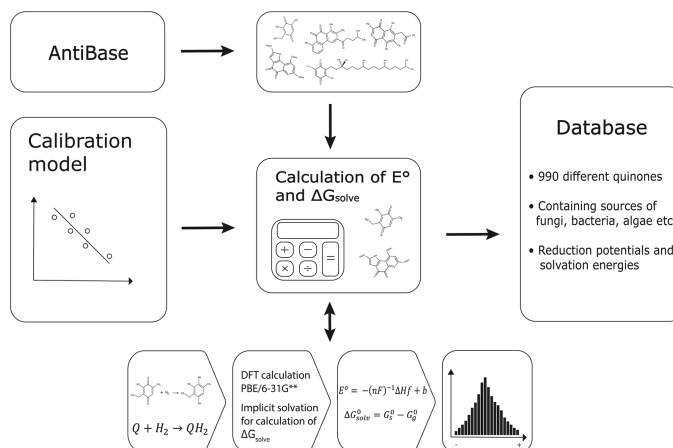 AntiBase
Calibration
model
Calculation of E°
and ΔGsolve
+
−
×
÷
=
Database
• 990 different quinones
• Containing sources of
fungi, bacteria, algae etc
• Reduction potentials and
solvation energies
+ H₂
Q + H₂ → QH₂
DFT calculation
PBE/6-31G**
Implicit solvation
for calculation of
ΔGsolve
E° = −(nF)⁻¹ΔHf + b
ΔG⁰solv = G⁰s − G⁰g
-
+